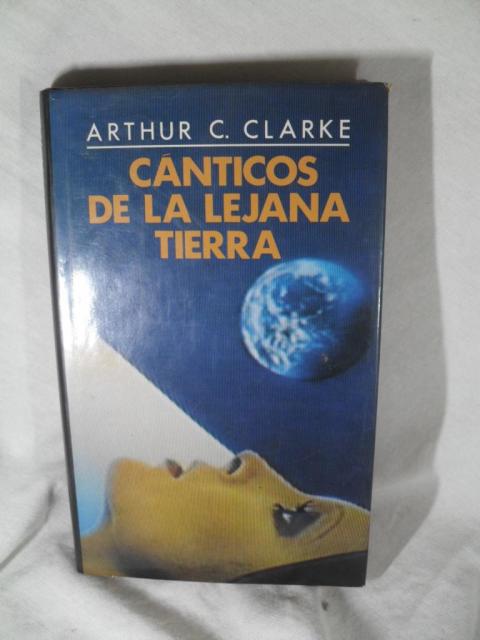 ARTHUR C. CLARKE
CÁNTICOS
DE LA LEJANA
TIERRA